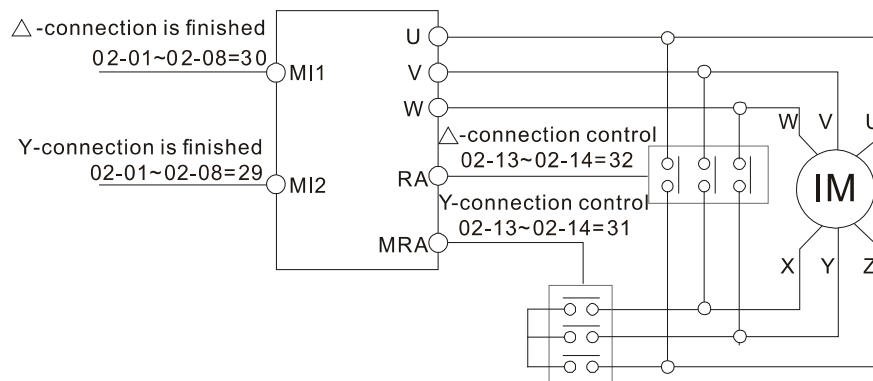 △-connection is finished
02-01~02-08=30
MI1
Y-connection is finished
02-01~02-08=29
MI2
U
V
W
RA
MRA
△-connection control
02-13~02-14=32
Y-connection control
02-13~02-14=31
W V U
IM
X Y Z